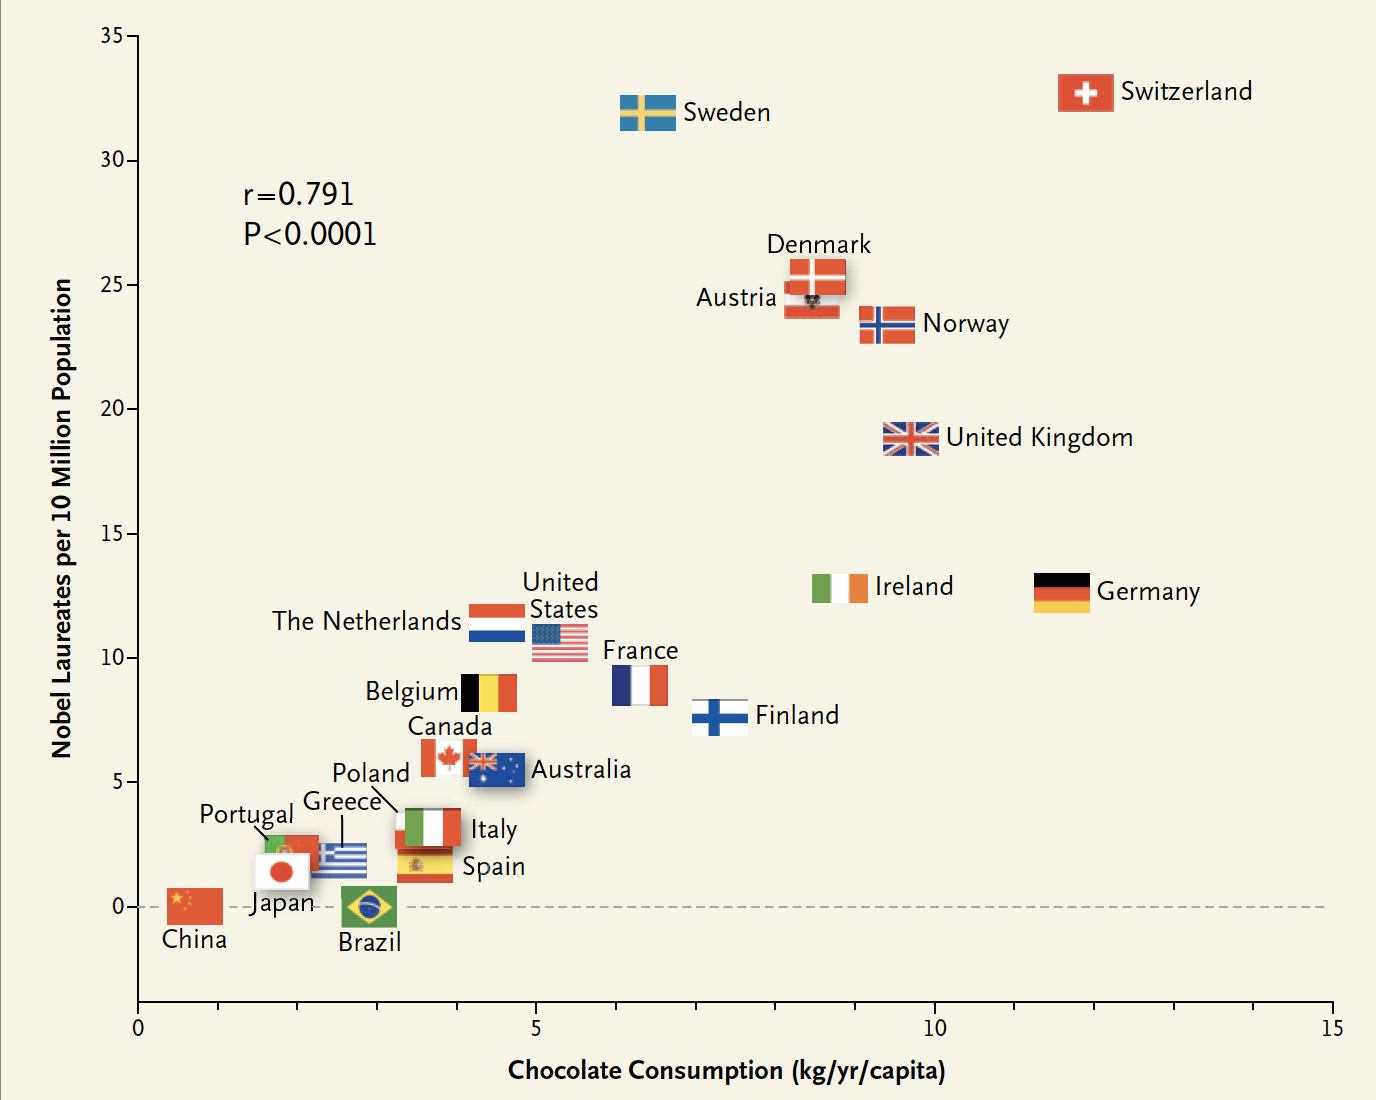 35
Switzerland
Sweden
30
r=0.791
P<0.0001
Denmark
25
Austria
Norway
20
United Kingdom
15
United
States
Ireland
Germany
The Netherlands
10
France
Belgium
Finland
Canada
Poland
Australia
5
Greece
Portugal
Italy
Spain
0
Japan
China
Brazil
0
5
10
15
Chocolate Consumption (kg/yr/capita)
Nobel Laureates per 10 Million Population